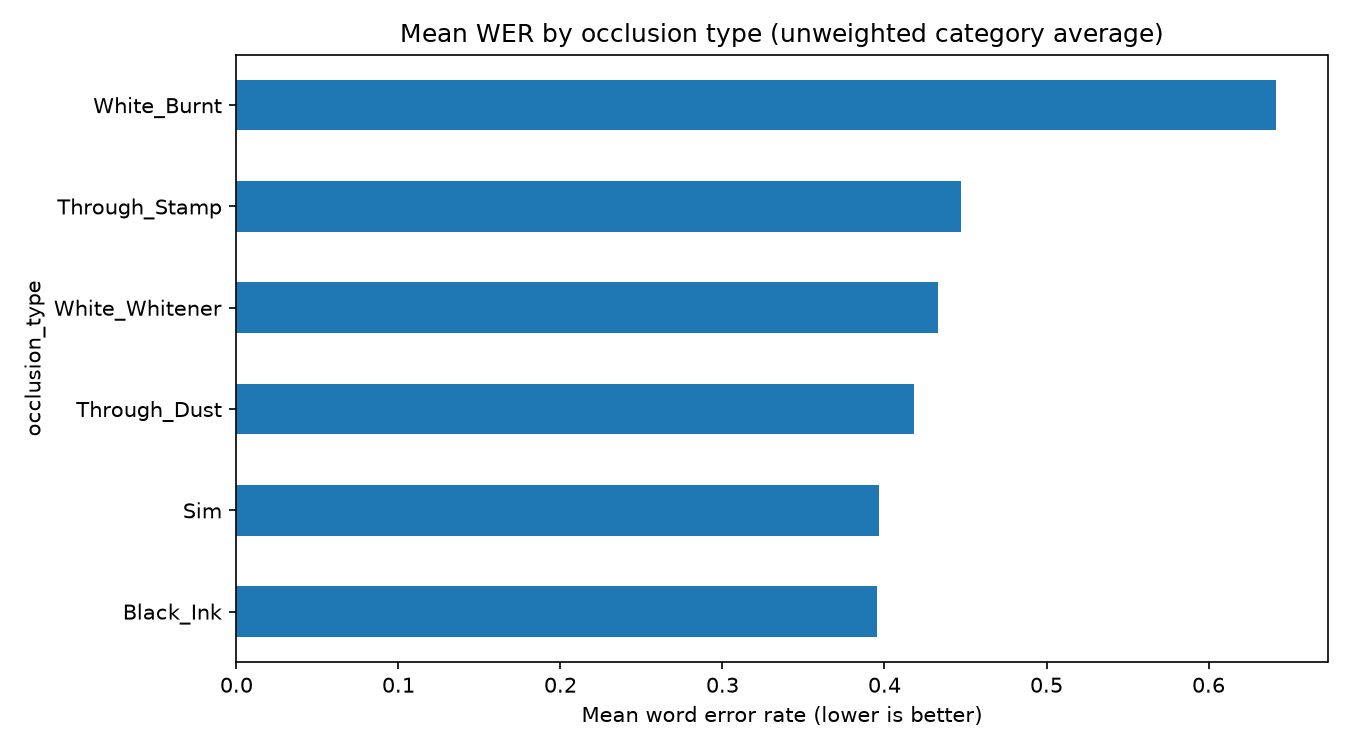 Mean WER by occlusion type (unweighted category average)
White_Burnt
Through_Stamp
White_Whitener
Through_Dust
Sim
Black_Ink
occlusion_type
0.0 0.1 0.2 0.3 0.4 0.5 0.6
Mean word error rate (lower is better)